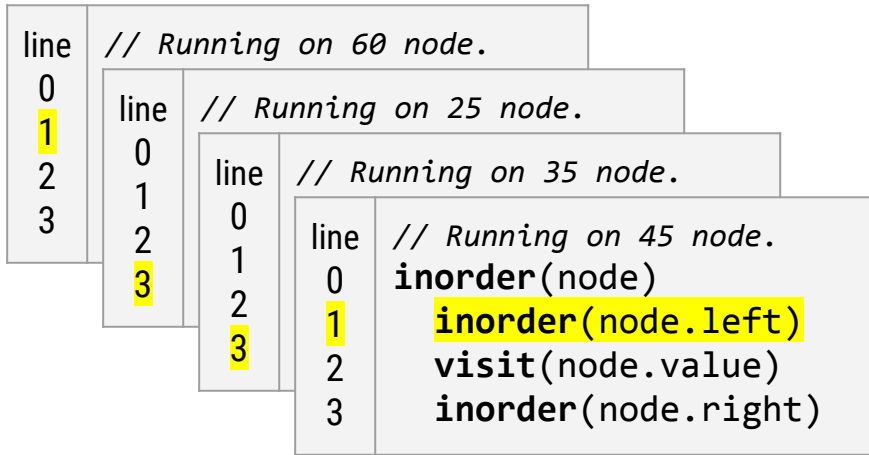 line
0
1
2
3
// Running on 60 node.
line
0
1
2
3
// Running on 25 node.
line
0
1
2
3
// Running on 35 node.
line
0
1
2
3
// Running on 45 node.
inorder(node)
inorder(node.left)
visit(node.value)
inorder(node.right)